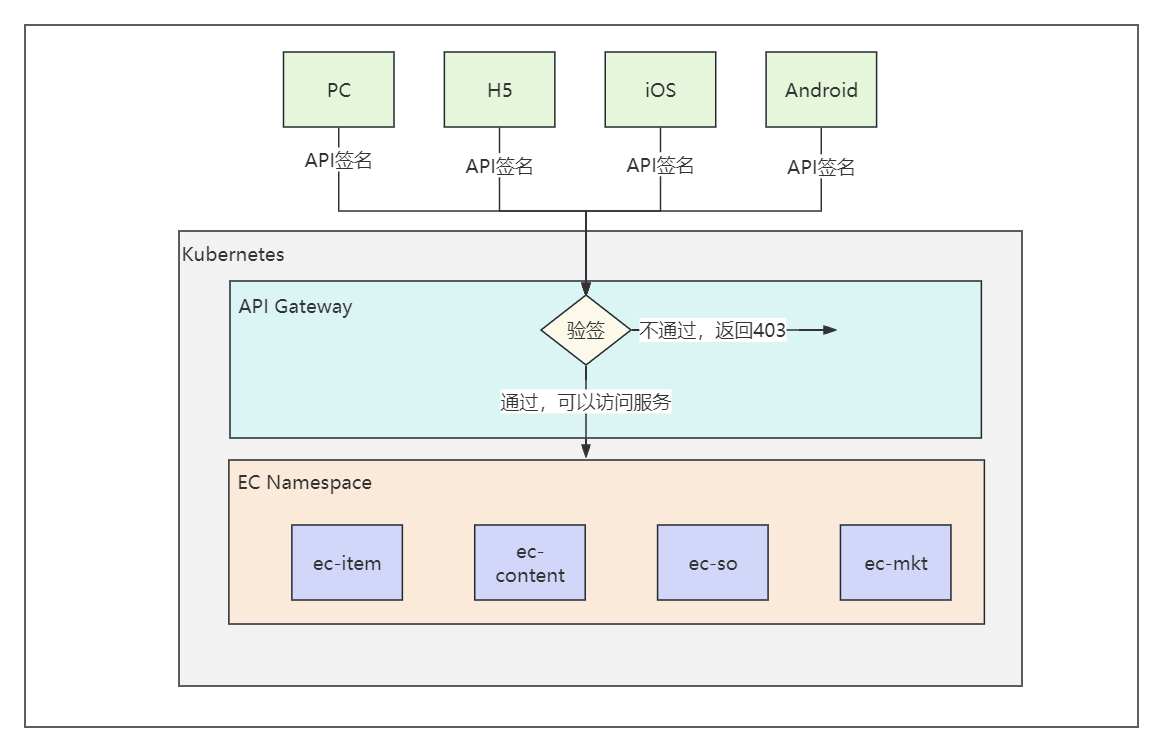 PC
H5
iOS
Android
API签名
API签名
API签名
API签名
Kubernetes
API Gateway
验签
不通过，返回403
通过，可以访问服务
EC Namespace
ec-item
ec-
content
ec-so
ec-mkt